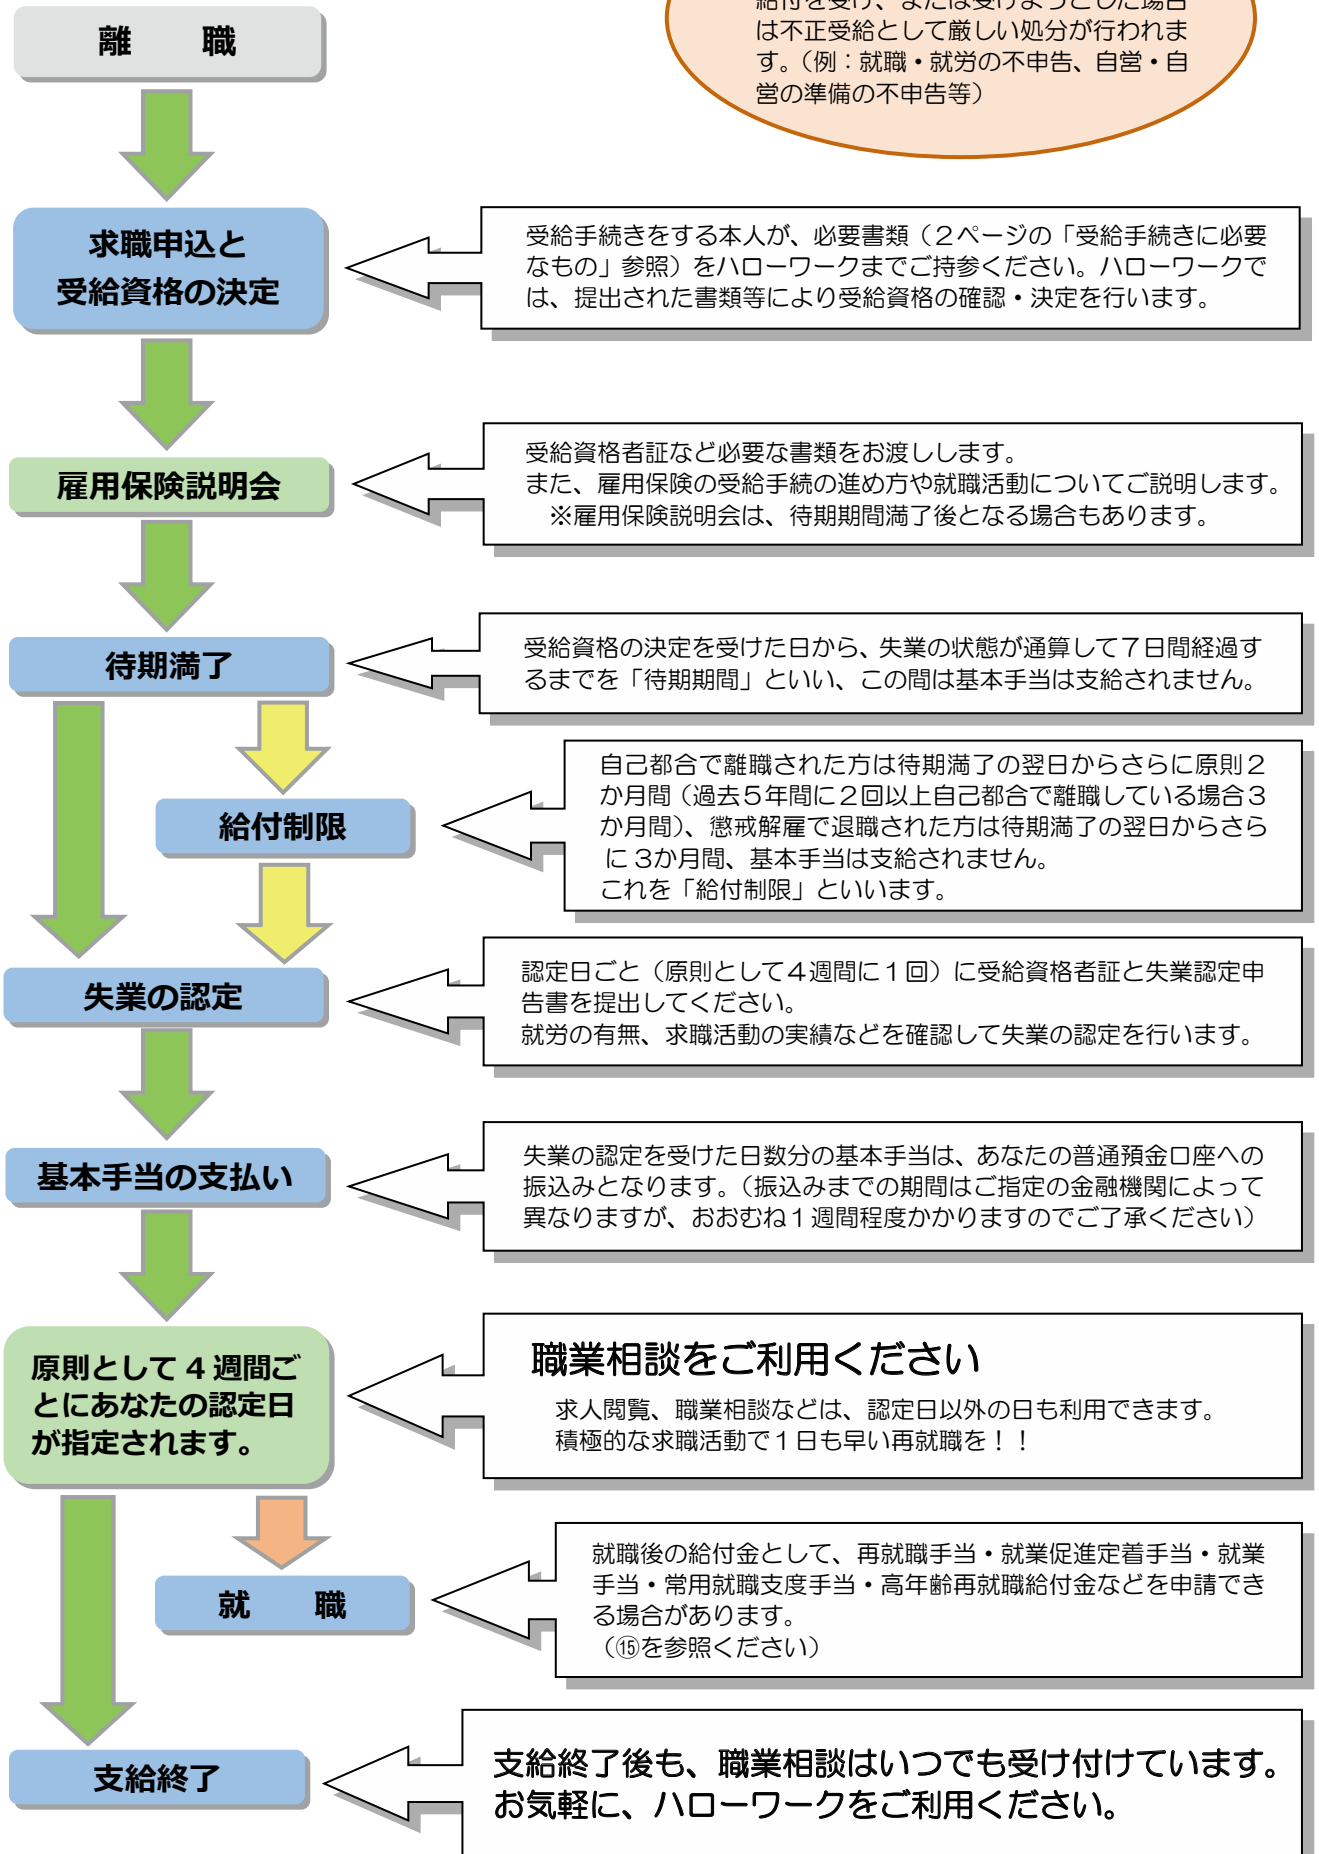 給付を受け、または受けようとした場合
は不正受給として厳しい処分が行われま
す。（例：就職・就労の不申告、自営・自
営の準備の不申告等）
離　職
求職申込と
受給資格の決定
受給手続きをする本人が、必要書類（２ページの「受給手続きに必要
なもの」参照）をハローワークまでご持参ください。ハローワークで
は、提出された書類等により受給資格の確認・決定を行います。
雇用保険説明会
受給資格者証など必要な書類をお渡しします。
また、雇用保険の受給手続の進め方や就職活動についてご説明します。
※雇用保険説明会は、待期期間満了後となる場合もあります。
待期満了
受給資格の決定を受けた日から、失業の状態が通算して７日間経過す
るまでを「待期期間」といい、この間は基本手当は支給されません。
給付制限
自己都合で離職された方は待期満了の翌日からさらに原則２
か月間（過去５年間に２回以上自己都合で離職している場合３
か月間）、懲戒解雇で退職された方は待期満了の翌日からさら
に 3か月間、基本手当は支給されません。
これを「給付制限」といいます。
失業の認定
認定日ごと（原則として４週間に１回）に受給資格者証と失業認定申
告書を提出してください。
就労の有無、求職活動の実績などを確認して失業の認定を行います。
基本手当の支払い
失業の認定を受けた日数分の基本手当は、あなたの普通預金口座への
振込みとなります。（振込みまでの期間はご指定の金融機関によって
異なりますが、おおむね１週間程度かかりますのでご了承ください）
原則として 4 週間ご
とにあなたの認定日
が指定されます。
職業相談をご利用ください
求人閲覧、職業相談などは、認定日以外の日も利用できます。
積極的な求職活動で１日も早い再就職を！！
就　職
就職後の給付金として、再就職手当・就業促進定着手当・就業
手当・常用就職支度手当・高年齢再就職給付金などを申請でき
る場合があります。
（⑮を参照ください）
支給終了
支給終了後も、職業相談はいつでも受け付けています。
お気軽に、ハローワークをご利用ください。